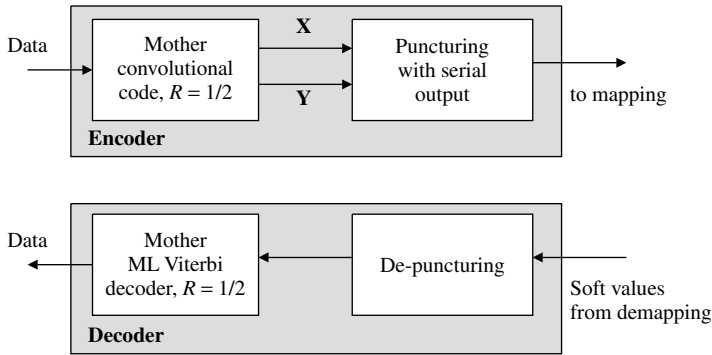 Data
Mother
convolutional
code, R = 1/2
X
Y
Puncturing
with serial
output
to mapping
Encoder
Data
Mother
ML Viterbi
decoder, R = 1/2
De-puncturing
Soft values
from demapping
Decoder